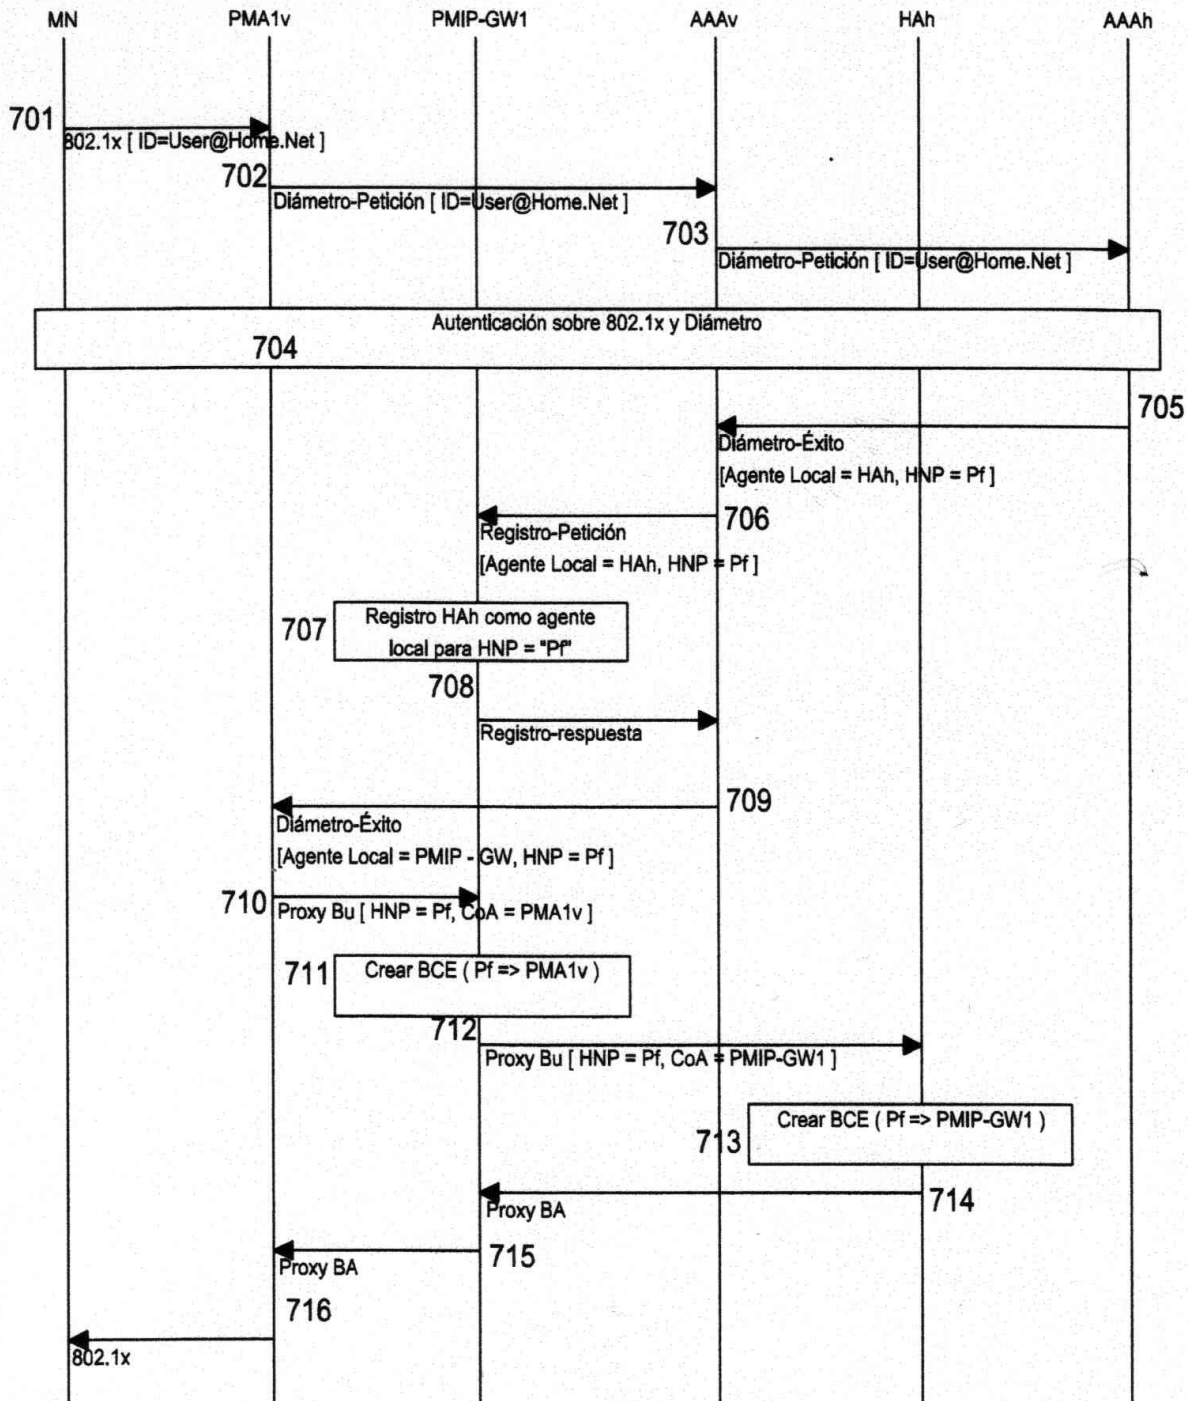 MN
PMA1v
PMIP-GW1
AAAv
HAh
AAAh
701
802.1x [ ID=User@Home.Net ]
702
Diámetro-Petición [ ID=User@Home.Net ]
703
Diámetro-Petición [ ID=User@Home.Net ]
Autenticación sobre 802.1x y Diámetro
704
705
Diámetro-Éxito
[Agente Local = HAh, HNP = Pf ]
706
Registro-Petición
[Agente Local = HAh, HNP = Pf ]
707
Registro HAh como agente
local para HNP = "Pf"
708
Registro-respuesta
709
Diámetro-Éxito
[Agente Local = PMIP - GW, HNP = Pf ]
710
Proxy Bu [ HNP = Pf, CoA = PMA1v ]
711
Crear BCE ( Pf => PMA1v )
712
Proxy Bu [ HNP = Pf, CoA = PMIP-GW1 ]
Crear BCE ( Pf => PMIP-GW1 )
713
714
Proxy BA
715
Proxy BA
716
802.1x